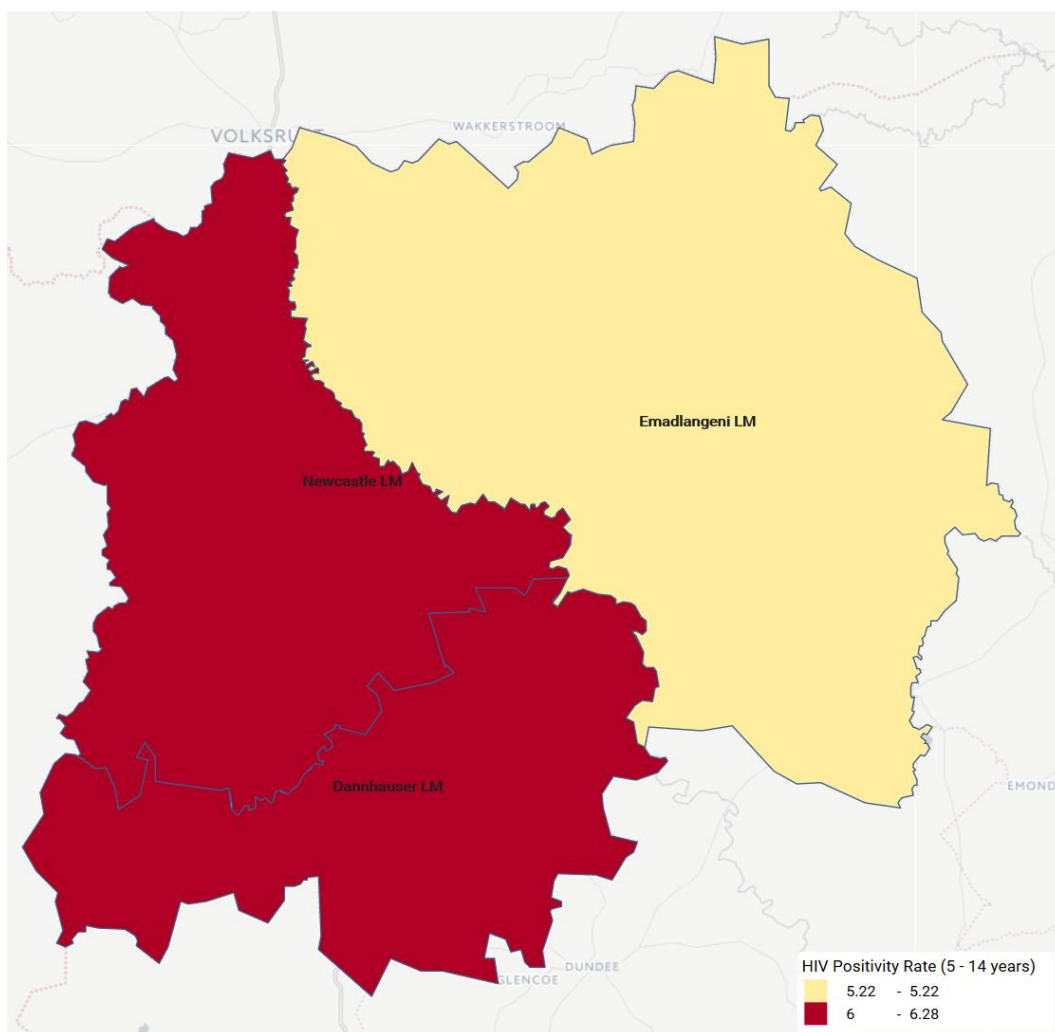 VOLKSRUST
WAKKERSTROOM
Emadlangeni LM
Newcastle LM
Dannhauser LM
EMOND
GLENCOE
DUNDEE
HIV Positivity Rate (5 - 14 years)
5.22 - 5.22
6 - 6.28